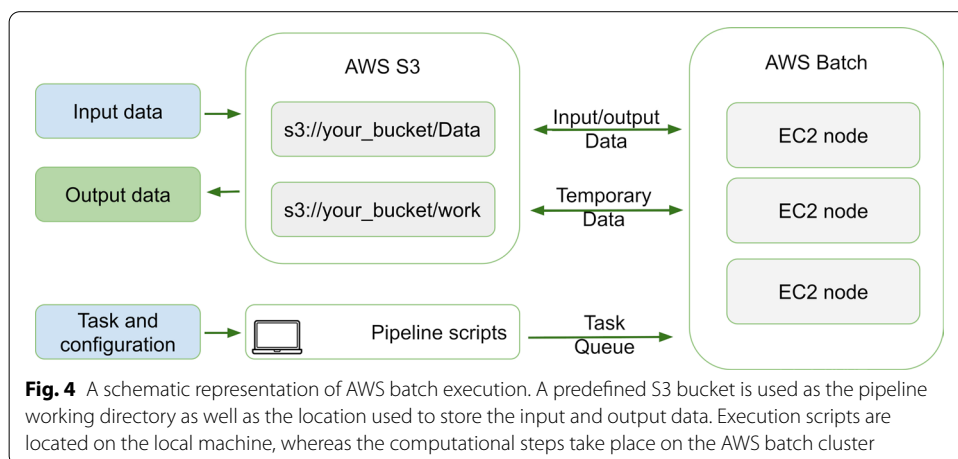 AWS S3
AWS Batch
Input data
s3://your_bucket/Data
Input/output
Data
EC2 node
Output data
s3://your_bucket/work
Temporary
Data
EC2 node
EC2 node
Task and
configuration
Pipeline scripts
Task
Queue
Fig. 4 A schematic representation of AWS batch execution. A predefined S3 bucket is used as the pipeline
working directory as well as the location used to store the input and output data. Execution scripts are
located on the local machine, whereas the computational steps take place on the AWS batch cluster